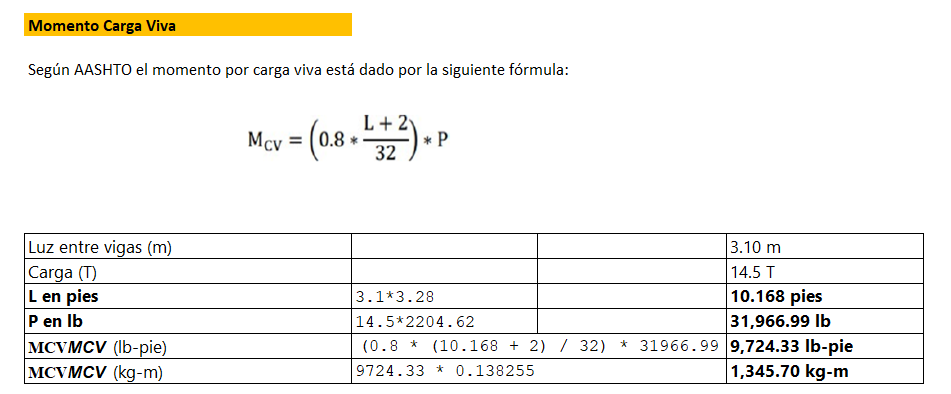 Momento Carga Viva
Según AASHTO el momento por carga viva está dado por la siguiente fórmula:
M_CV = (0.8 * (L + 2)/32) * P
Luz entre vigas (m) 3.10 m
Carga (T) 14.5 T
L en pies 3.1*3.28 10.168 pies
P en lb 14.5*2204.62 31,966.99 lb
MCVMCV (lb-pie) (0.8 * (10.168 + 2) / 32) * 31966.99 9,724.33 lb-pie
MCVMCV (kg-m) 9724.33 * 0.138255 1,345.70 kg-m